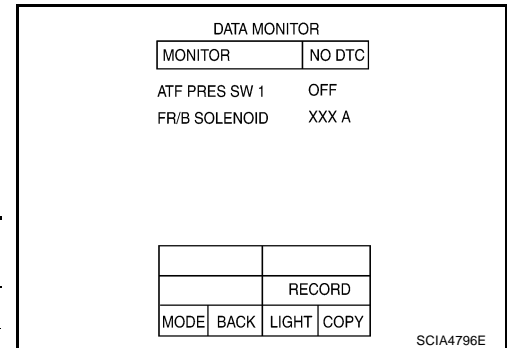 DATA MONITOR
MONITOR NO DTC
ATF PRES SW 1 OFF
FR/B SOLENOID XXX A
RECORD
MODE BACK LIGHT COPY
SCIA4796E